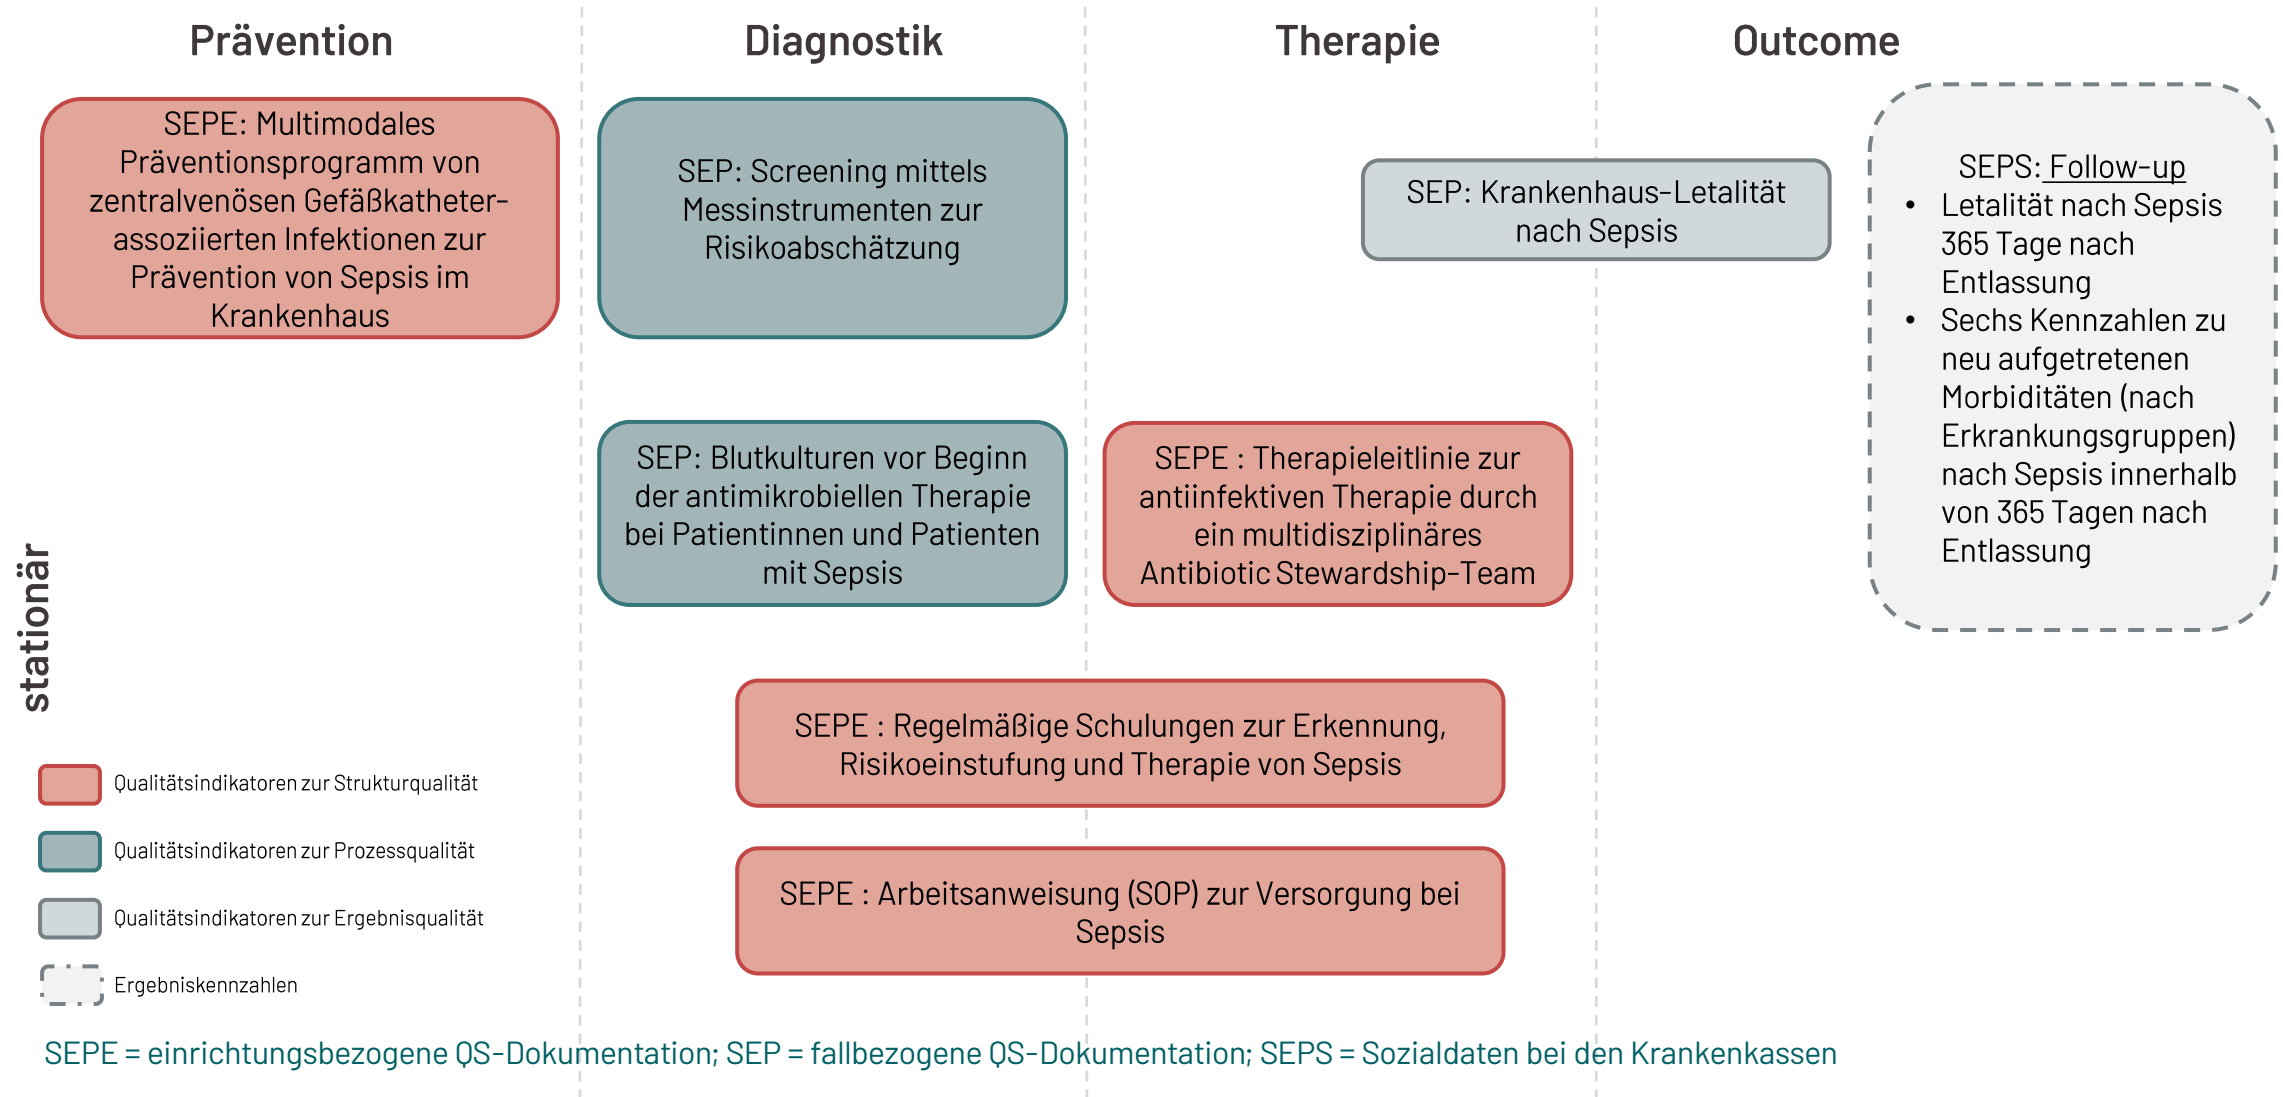 Prävention
Diagnostik
Therapie
Outcome
SEPE: Multimodales
Präventionsprogramm von
zentralvenösen Gefäßkatheter-
assoziierten Infektionen zur
Prävention von Sepsis im
Krankenhaus
SEP: Screening mittels
Messinstrumenten zur
Risikoabschätzung
SEP: Krankenhaus-Letalität
nach Sepsis
SEPS: Follow-up
• Letalität nach Sepsis
365 Tage nach
Entlassung
• Sechs Kennzahlen zu
neu aufgetretenen
Morbiditäten (nach
Erkrankungsgruppen)
nach Sepsis innerhalb
von 365 Tagen nach
Entlassung
SEP: Blutkulturen vor Beginn
der antimikrobiellen Therapie
bei Patientinnen und Patienten
mit Sepsis
SEPE : Therapieleitlinie zur
antiinfektiven Therapie durch
ein multidisziplinäres
Antibiotic Stewardship-Team
stationär
SEPE : Regelmäßige Schulungen zur Erkennung,
Risikoeinstufung und Therapie von Sepsis
SEPE : Arbeitsanweisung (SOP) zur Versorgung bei
Sepsis
Qualitätsindikatoren zur Strukturqualität
Qualitätsindikatoren zur Prozessqualität
Qualitätsindikatoren zur Ergebnisqualität
Ergebniskennzahlen
SEPE = einrichtungsbezogene QS-Dokumentation; SEP = fallbezogene QS-Dokumentation; SEPS = Sozialdaten bei den Krankenkassen